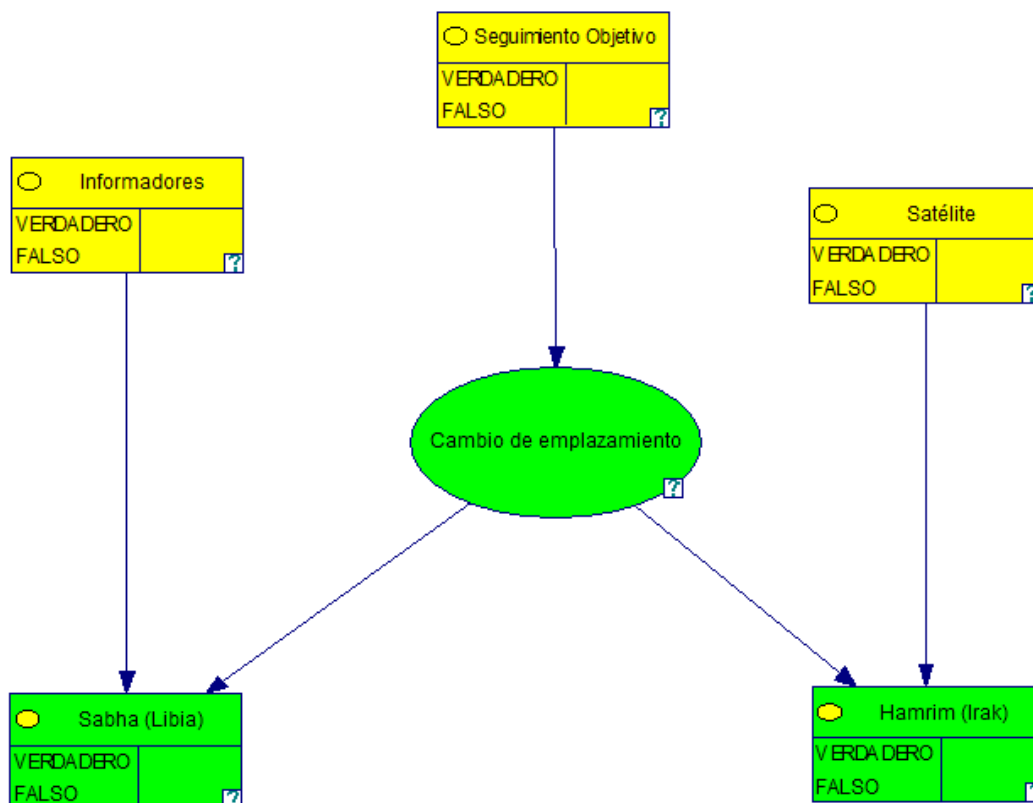 Seguimiento Objetivo
VERDADERO
FALSO
?
Informadores
VERDADERO
FALSO
?
Satélite
VERDADERO
FALSO
?
Cambio de emplazamiento
?
Sabha (Libia)
VERDADERO
FALSO
?
Hamrim (Irak)
VERDADERO
FALSO
?